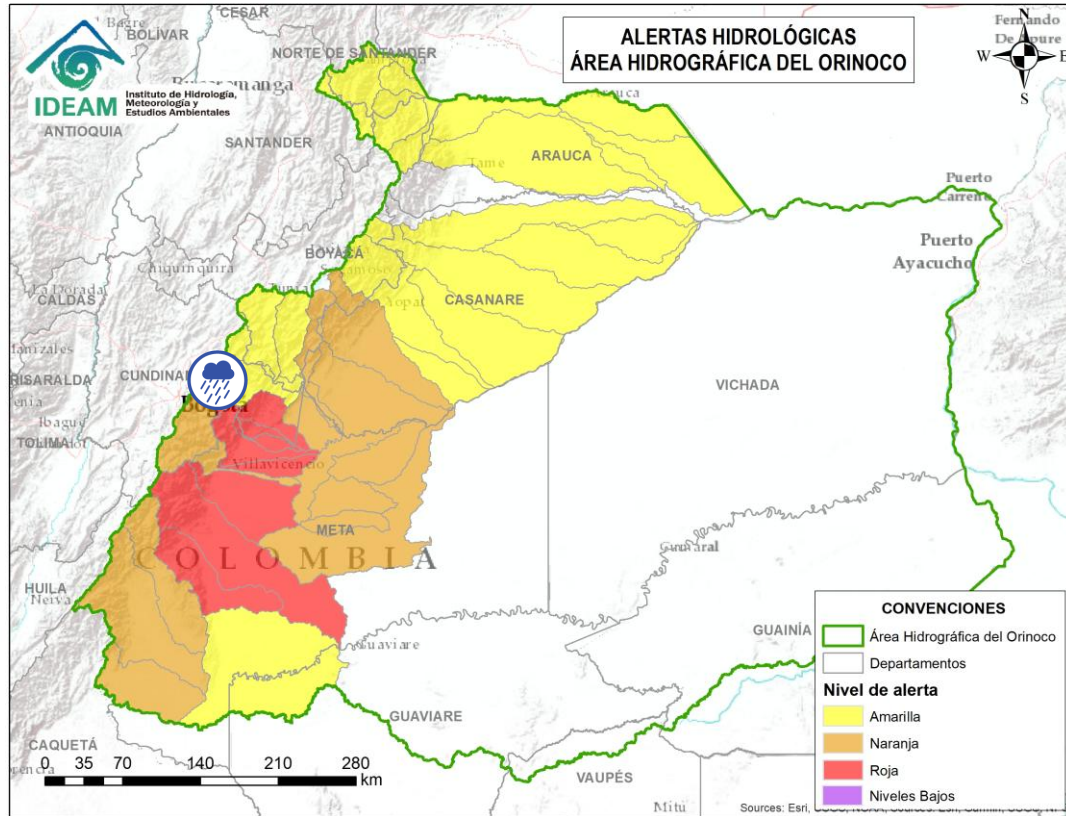 CESAR
Bagre
BOLÍVAR
NORTE DE SANTANDER
ALERTAS HIDROLÓGICAS
ÁREA HIDROGRÁFICA DEL ORINOCO
N
W E
S
IDEAM
Instituto de Hidrología,
Meteorología y
Estudios Ambientales
ANTIOQUIA
SANTANDER
ARAUCA
Tame
Puerto
Carreño
Puerto
Ayacucho
BOYACÁ
Chiquinquira
La Dorada
CALDAS
Yopal
CASANARE
VICHADA
Bogotá
Ibagué
TOLIMA
Villavicencio
META
COLOMBIA
HUILA
Neiva
Guaviare
GUAINÍA
GUAVIARE
CAQUETÁ
VAUPÉS
Mitú
0 35 70 140 210 280
km
CONVENCIONES
Área Hidrográfica del Orinoco
Departamentos
Nivel de alerta
Amarilla
Naranja
Roja
Niveles Bajos
Sources: Esri,